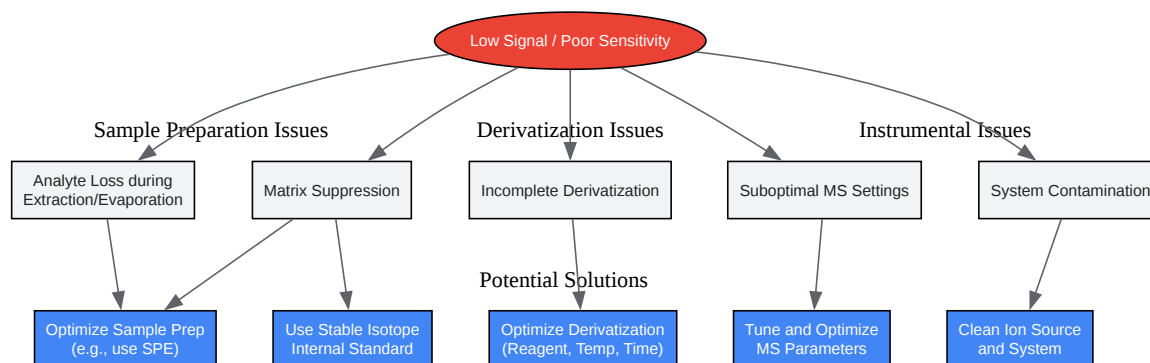 Low Signal / Poor Sensitivity
Sample Preparation Issues
Derivatization Issues
Instrumental Issues
Analyte Loss during
Extraction/Evaporation
Matrix Suppression
Incomplete Derivatization
Suboptimal MS Settings
System Contamination
Potential Solutions
Optimize Sample Prep
(e.g., use SPE)
Use Stable Isotope
Internal Standard
Optimize Derivatization
(Reagent, Temp, Time)
Tune and Optimize
MS Parameters
Clean Ion Source
and System